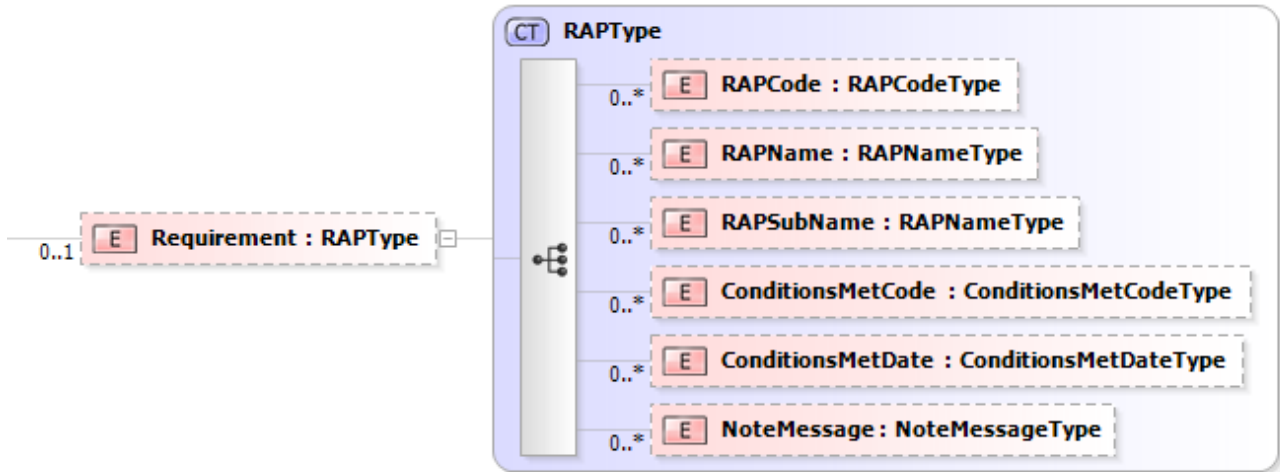 CT RAPType
0..* E RAPCode : RAPCodeType
0..* E RAPName : RAPNameType
0..* E RAPSubName : RAPNameType
0..1 E Requirement : RAPType
0..* E ConditionsMetCode : ConditionsMetCodeType
0..* E ConditionsMetDate : ConditionsMetDateType
0..* E NoteMessage : NoteMessageType